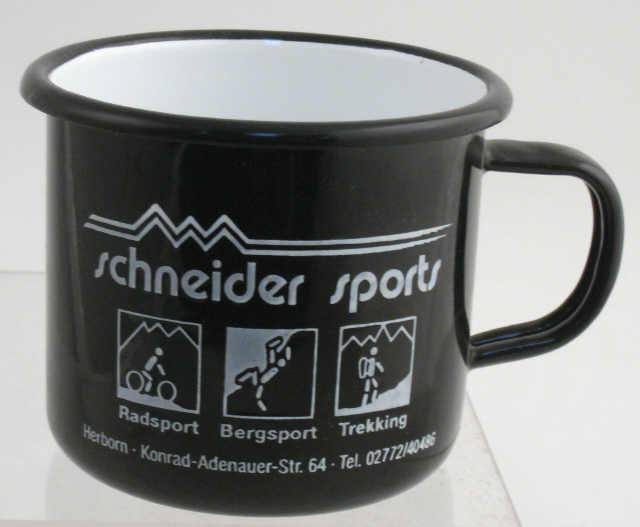 schneider sports
Radsport Bergsport Trekking
Herborn · Konrad-Adenauer-Str. 64 · Tel. 02772/40486